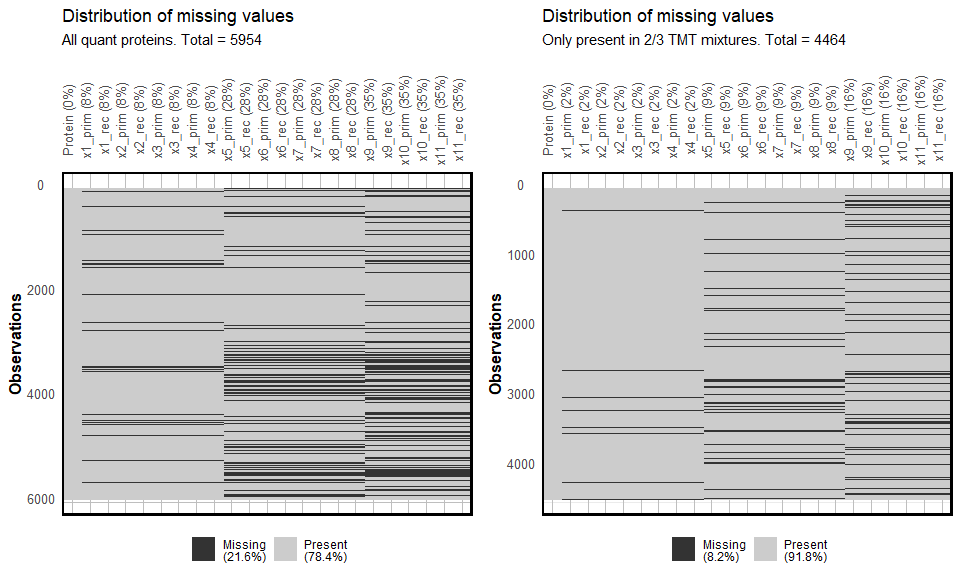 Distribution of missing values
All quant proteins. Total = 5954
Protein (0%)
x1_prim (8%)
x1_rec (8%)
x2_prim (8%)
x2_rec (8%)
x3_prim (8%)
x3_rec (8%)
x4_prim (8%)
x4_rec (8%)
x5_prim (28%)
x5_rec (28%)
x6_prim (28%)
x6_rec (28%)
x7_prim (28%)
x7_rec (28%)
x8_prim (28%)
x8_rec (28%)
x9_prim (35%)
x9_rec (35%)
x10_prim (35%)
x10_rec (35%)
x11_prim (35%)
x11_rec (35%)
0
2000
4000
6000
Observations
Missing
(21.6%)
Present
(78.4%)
Distribution of missing values
Only present in 2/3 TMT mixtures. Total = 4464
Protein (0%)
x1_prim (2%)
x1_rec (2%)
x2_prim (2%)
x2_rec (2%)
x3_prim (2%)
x3_rec (2%)
x4_prim (2%)
x4_rec (2%)
x5_prim (9%)
x5_rec (9%)
x6_prim (9%)
x6_rec (9%)
x7_prim (9%)
x7_rec (9%)
x8_prim (9%)
x8_rec (9%)
x9_prim (16%)
x9_rec (16%)
x10_prim (16%)
x10_rec (16%)
x11_prim (16%)
x11_rec (16%)
0
1000
2000
3000
4000
Observations
Missing
(8.2%)
Present
(91.8%)